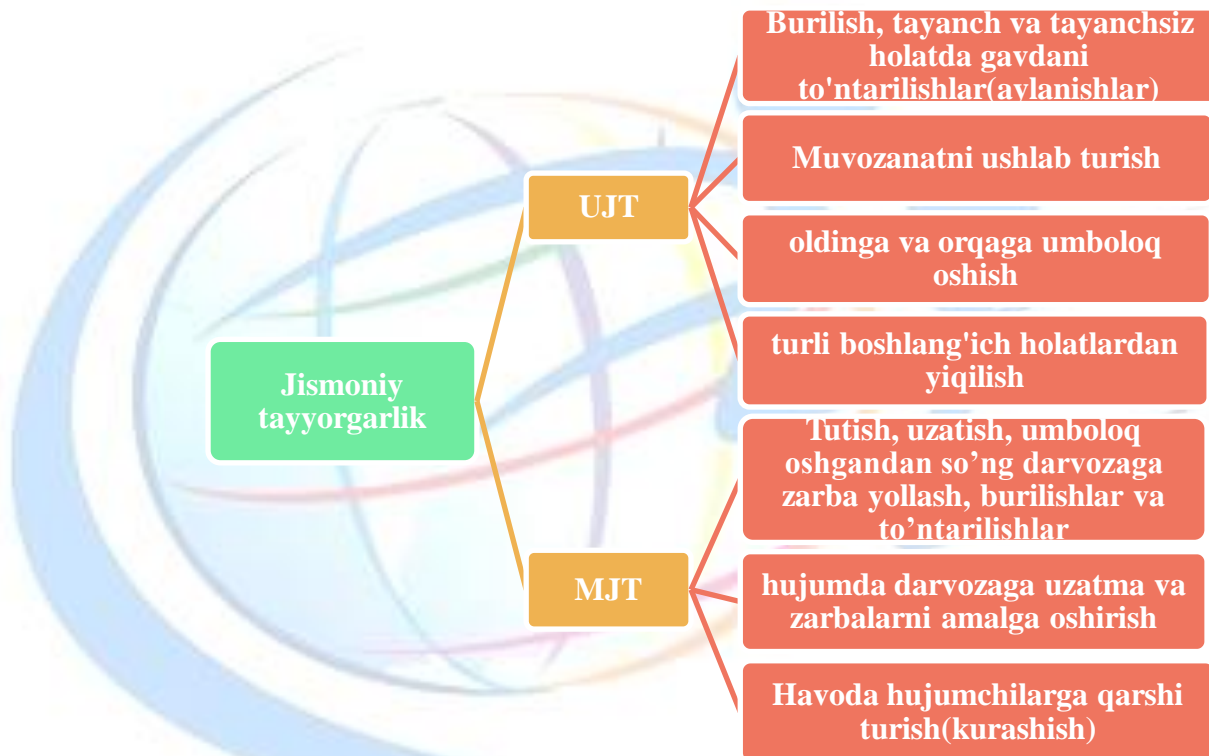 Jismoniy
tayyorgarlik
UJT
Burilish, tayanch va tayanchsiz
holatda gavdani
to'ntarilishlar(aylanishlar)
Muvozanatni ushlab turish
oldinga va orqaga umboloq
oshish
turli boshlang'ich holatlardan
yiqilish
MJT
Tutish, uzatish, umboloq
oshgandan so’ng darvozaga
zarba yollash, burilishlar va
to’ntarilishlar
hujumda darvozaga uzatma va
zarbalarni amalga oshirish
Havoda hujumchilarga qarshi
turish(kurashish)